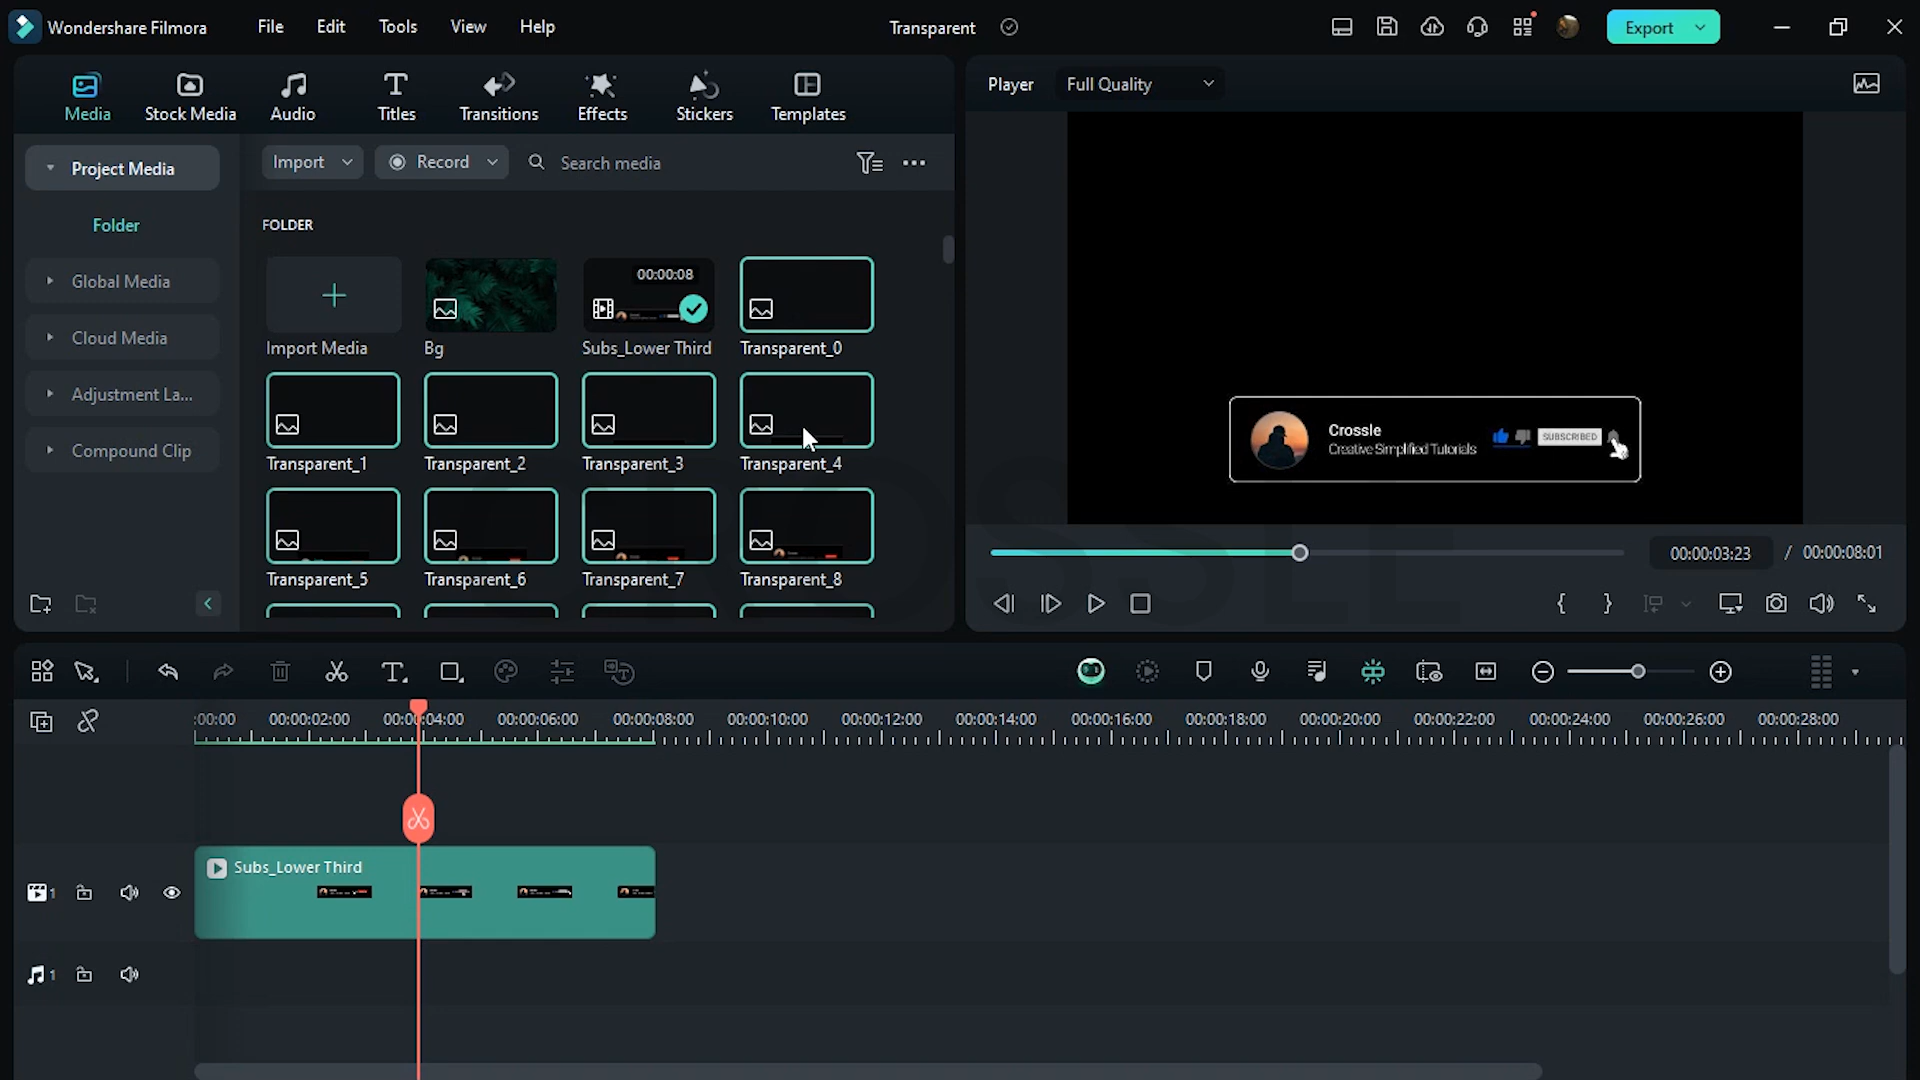 Wondershare Filmora
File
Edit
Tools
View
Help
Transparent
Export
Media
Stock Media
Audio
Titles
Transitions
Effects
Stickers
Templates
Player
Full Quality
Project Media
Import
Record
Search media
Folder
FOLDER
Global Media
Cloud Media
Adjustment La...
Compound Clip
00:00:08
Import Media
Bg
Subs_Lower Third
Transparent_0
Transparent_1
Transparent_2
Transparent_3
Transparent_4
Transparent_5
Transparent_6
Transparent_7
Transparent_8
Crossle
Creative Simplified Tutorials
SUBSCRIBED
00:00:03:23
/ 00:00:08:01
:00:00
00:00:02:00
00:00:04:00
00:00:06:00
00:00:08:00
00:00:10:00
00:00:12:00
00:00:14:00
00:00:16:00
00:00:18:00
00:00:20:00
00:00:22:00
00:00:24:00
00:00:26:00
00:00:28:00
Subs_Lower Third
1
1